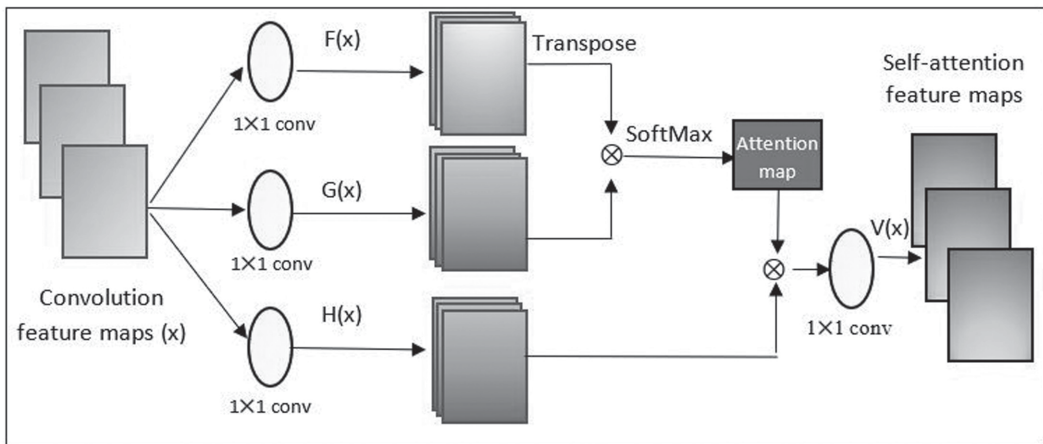 F(x)
1×1 conv
Transpose
Self-attention
feature maps
SoftMax
Attention
map
G(x)
1×1 conv
V(x)
1×1 conv
Convolution
feature maps (x)
H(x)
1×1 conv